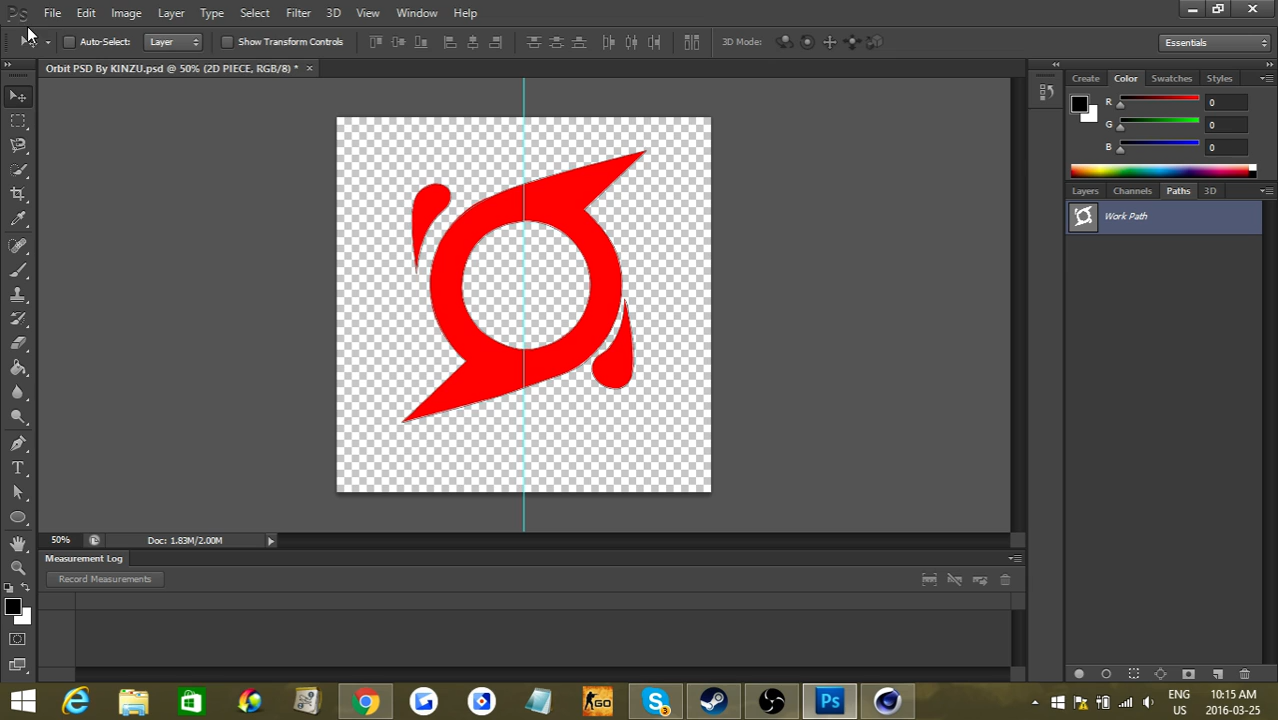 Ps File Edit Image Layer Type Select Filter 3D View Window Help
Auto-Select: Layer Show Transform Controls 3D Mode: Essentials
Orbit PSD By KINZU.psd @ 50% (2D PIECE, RGB/8) * ×
Create Color Swatches Styles
R 0
G 0
B 0
Layers Channels Paths 3D
Work Path
50% Doc: 1.83M/2.00M
Measurement Log
Record Measurements
GO 3 Ps
ENG 10:15 AM
US 2016-03-25